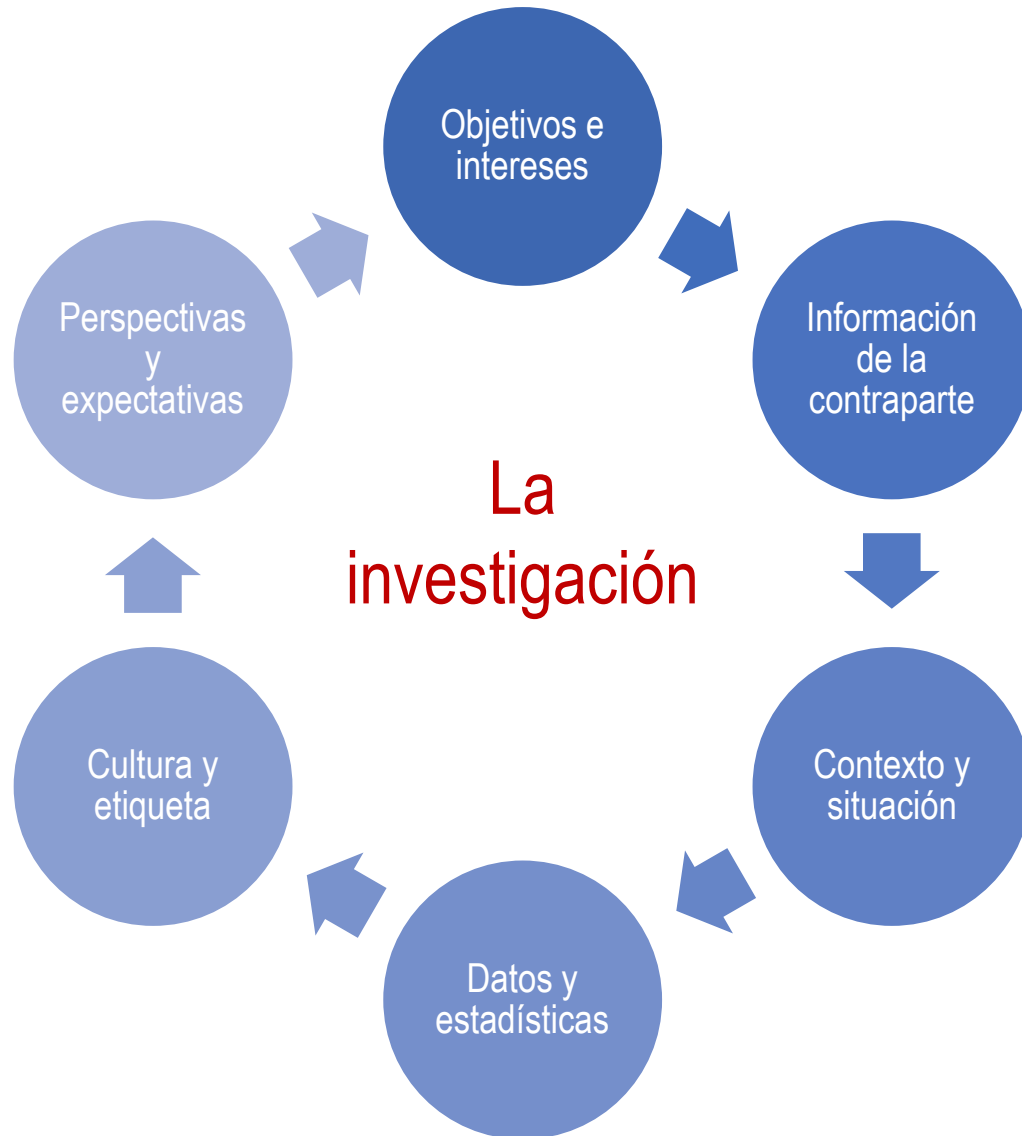 Objetivos e
intereses
Información
de la
contraparte
Contexto y
situación
Datos y
estadísticas
Cultura y
etiqueta
Perspectivas
y
expectativas
La
investigación